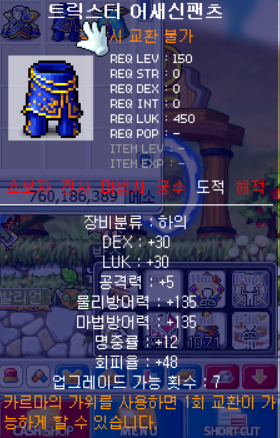 트릭스터 어새신팬츠
시 교환 불가
REQ LEV : 150
REQ STR : 0
REQ DEX : 0
REQ INT : 0
REQ LUK : 450
REQ POP : -
ITEM LEV : -
ITEM EXP : -
초보자 전사 마법사 궁수 도적 해적
760,186,389 메소
장비분류 : 하의
DEX : +30
LUK : +30
공격력 : +5
물리방어력 : +135
마법방어력 : +135
명중률 : +12
회피율 : +48
업그레이드 가능 횟수 : 7
카르마의 가위를 사용하면 1회 교환이 가
능하게 할 수 있습니다.
CASH SHOP MENU SHORT CUT